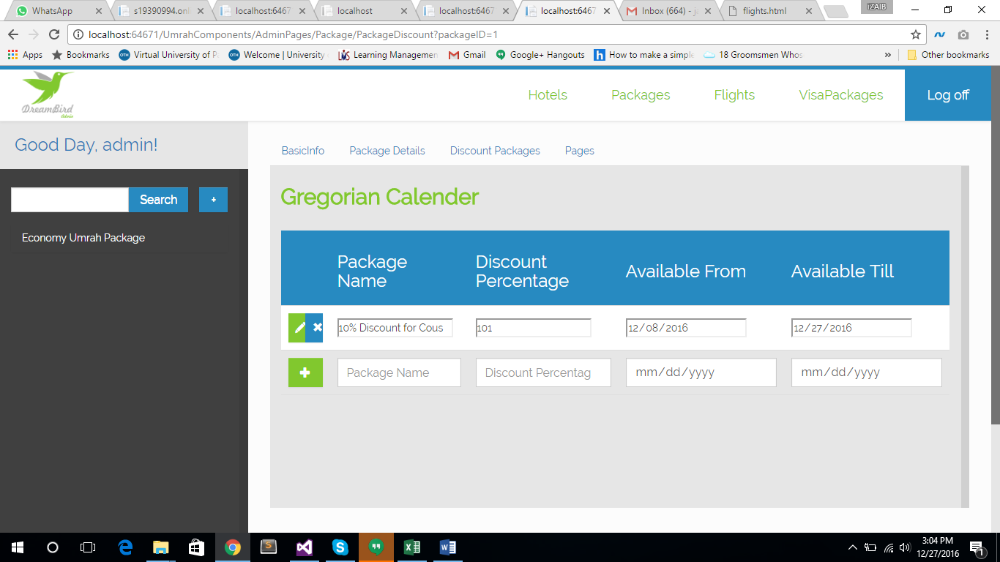 iZAIB
WhatsApp
s19390994.onl
localhost:6467
localhost
localhost:6467
localhost:6467
Inbox (664) - j
flights.html
localhost:64671/UmrahComponents/AdminPages/Package/PackageDiscount?packageID=1
Apps
Bookmarks
Virtual University of P
Welcome | University
Learning Managemen
Gmail
Google+ Hangouts
How to make a simple
18 Groomsmen Whos
»
Other bookmarks
DreamBird
Admin
Hotels
Packages
Flights
VisaPackages
Log off
Good Day, admin!
Search
+
Economy Umrah Package
BasicInfo
Package Details
Discount Packages
Pages
Gregorian Calender
Package Name
Discount Percentage
Available From
Available Till
10% Discount for Cous
101
12/08/2016
12/27/2016
Package Name
Discount Percentag
mm/dd/yyyy
mm/dd/yyyy
3:04 PM
12/27/2016
1